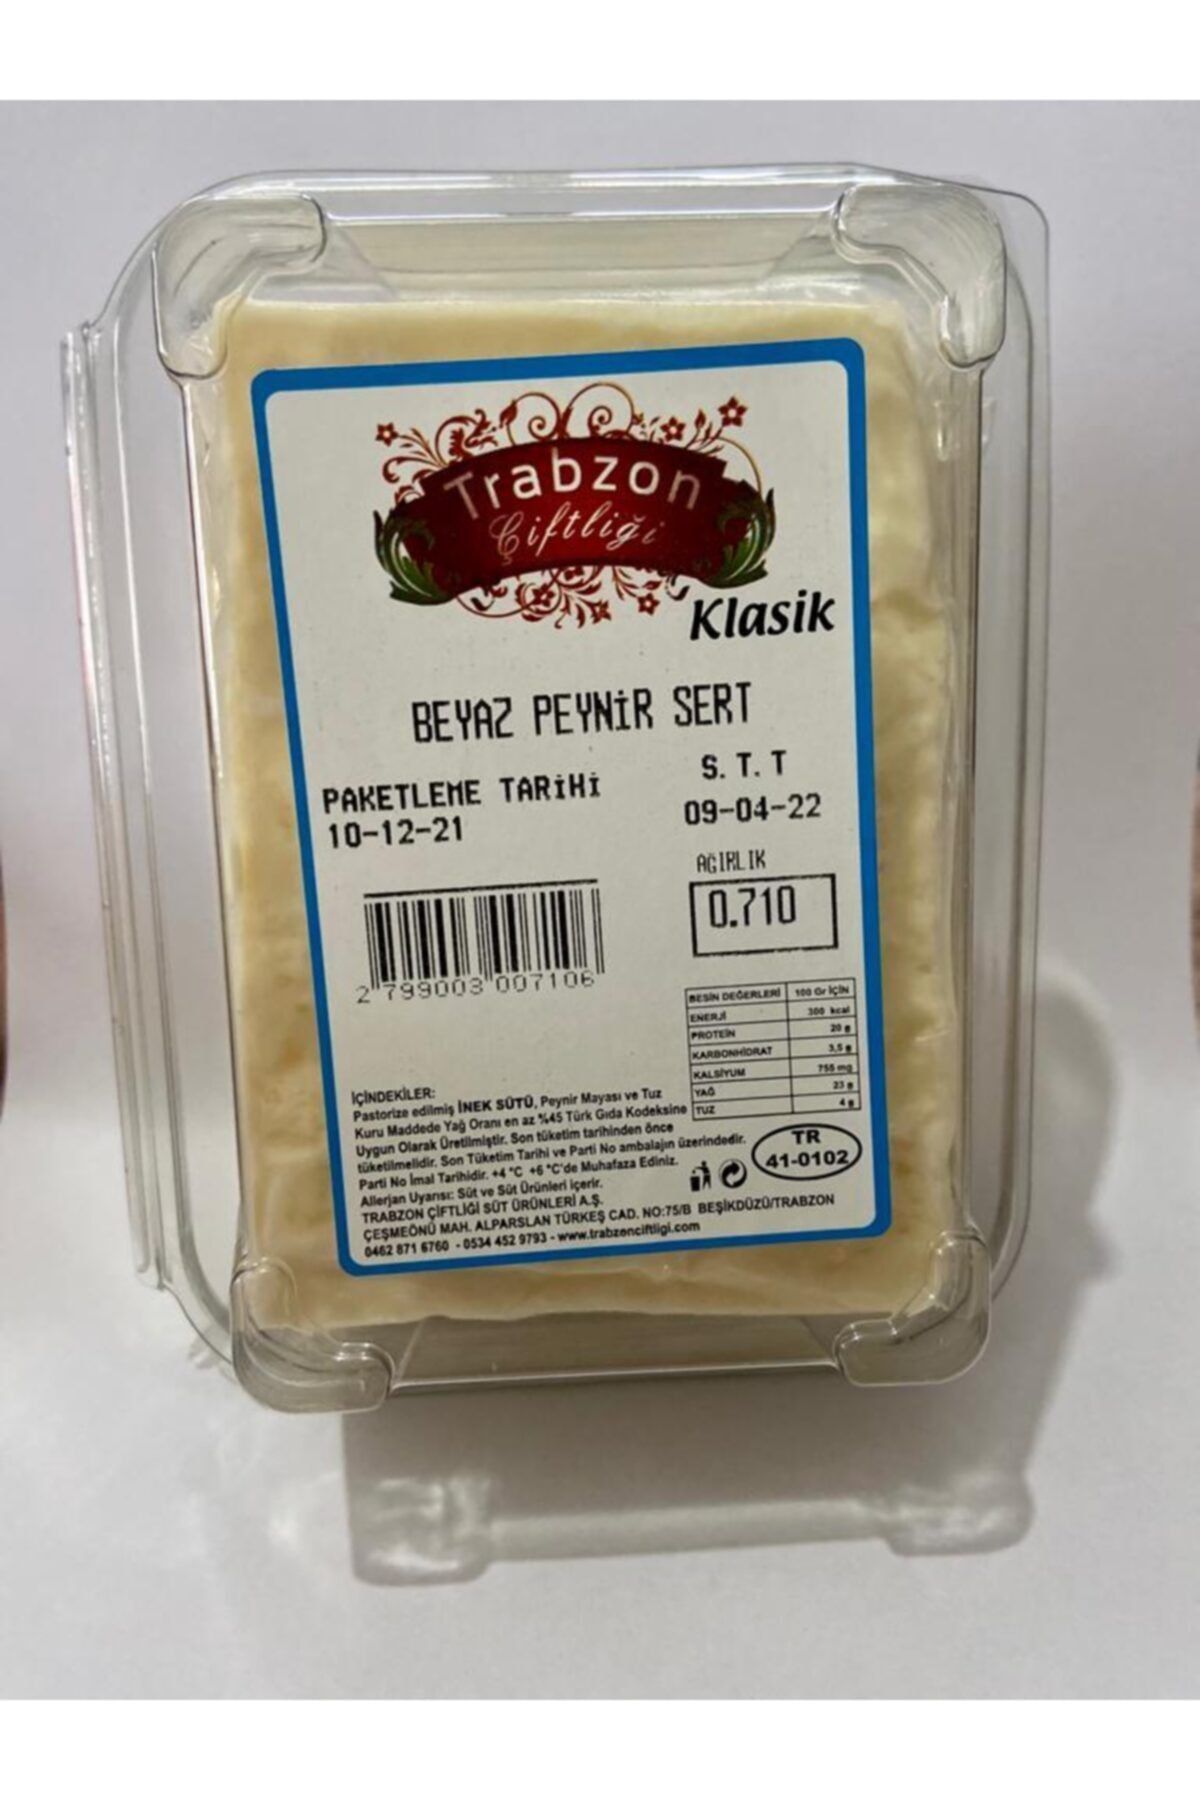 Trabzon
Çiftliği
Klasik
BEYAZ PEYNİR SERT
PAKETLEME TARİHİ
10-12-21
S. T. T
09-04-22
AĞIRLIK
0.710
2 799003 007106
BESİN DEĞERLERİ 100 Gr İÇİN
ENERJİ 300 kcal
PROTEİN 20 g
KARBONHİDRAT 3,5 g
KALSİYUM 755 mg
YAĞ 23 g
TUZ 4 g
İÇİNDEKİLER:
Pastorize edilmiş İNEK SÜTÜ, Peynir Mayası ve Tuz
Kuru Maddede Yağ Oranı en az %45 Türk Gıda Kodeksine
Uygun Olarak Üretilmiştir. Son tüketim tarihinden önce
tüketilmelidir. Son Tüketim Tarihi ve Parti No ambalajın üzerindedir.
Parti No İmal Tarihidir. +4 °C +6 °C'de Muhafaza Ediniz.
Allerjan Uyarısı: Süt ve Süt Ürünleri içerir.
TRABZON ÇİFTLİĞİ SÜT ÜRÜNLERİ A.Ş.
ÇEŞMEÖNÜ MAH. ALPARSLAN TÜRKEŞ CAD. NO:75/B BEŞİKDÜZÜ/TRABZON
0462 871 6760 - 0534 452 9793 - www.trabzonciftligi.com
TR
41-0102